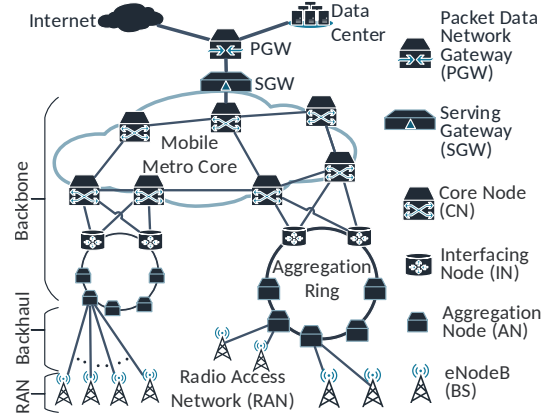 Internet
Data
Center
PGW
SGW
Mobile
Metro Core
Aggregation
Ring
Radio Access
Network (RAN)
Backbone
Backhaul
RAN
Packet Data
Network
Gateway
(PGW)
Serving
Gateway
(SGW)
Core Node
(CN)
Interfacing
Node (IN)
Aggregation
Node (AN)
eNodeB
(BS)